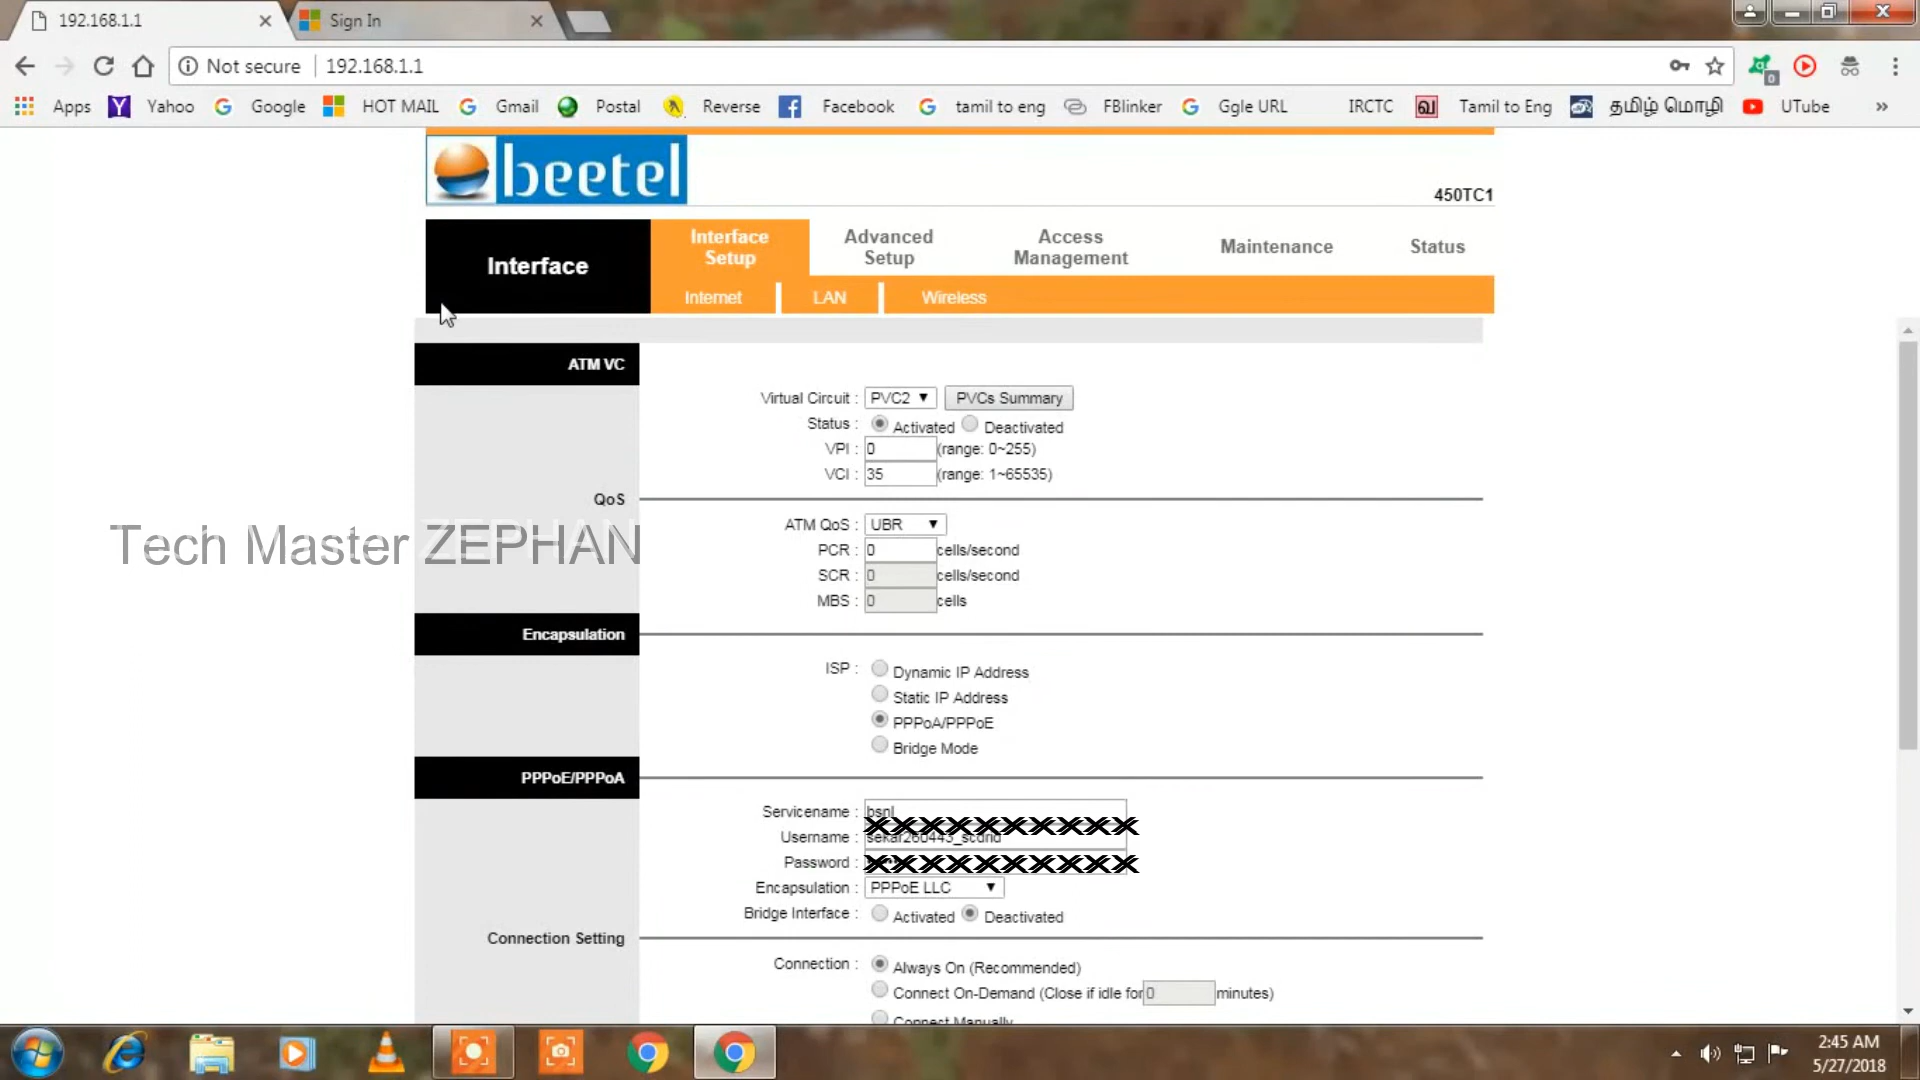 192.168.1.1
Sign In
Not secure 192.168.1.1
0
Apps Yahoo Google HOT MAIL Gmail Postal Reverse Facebook tamil to eng FBlinker Ggle URL IRCTC Tamil to Eng தமிழ் மொழி UTube »
beetel
450TC1
Interface
Interface Setup
Advanced Setup
Access Management
Maintenance
Status
Internet LAN Wireless
ATM VC
Virtual Circuit : PVC2 PVCs Summary
Status : Activated Deactivated
VPI : 0 (range: 0~255)
VCI : 35 (range: 1~65535)
QoS
Tech Master ZEPHAN
ATM QoS : UBR
PCR : 0 cells/second
SCR : 0 cells/second
MBS : 0 cells
Encapsulation
ISP : Dynamic IP Address
Static IP Address
PPPoA/PPPoE
Bridge Mode
PPPoE/PPPoA
Servicename : bsnl
XXXXXXXXXX
Username :
Password : XXXXXXXXXX
Encapsulation : PPPoE LLC
Bridge Interface : Activated Deactivated
Connection Setting
Connection : Always On (Recommended)
Connect On-Demand (Close if idle for 0 minutes)
Connect Manually
2:45 AM
5/27/2018